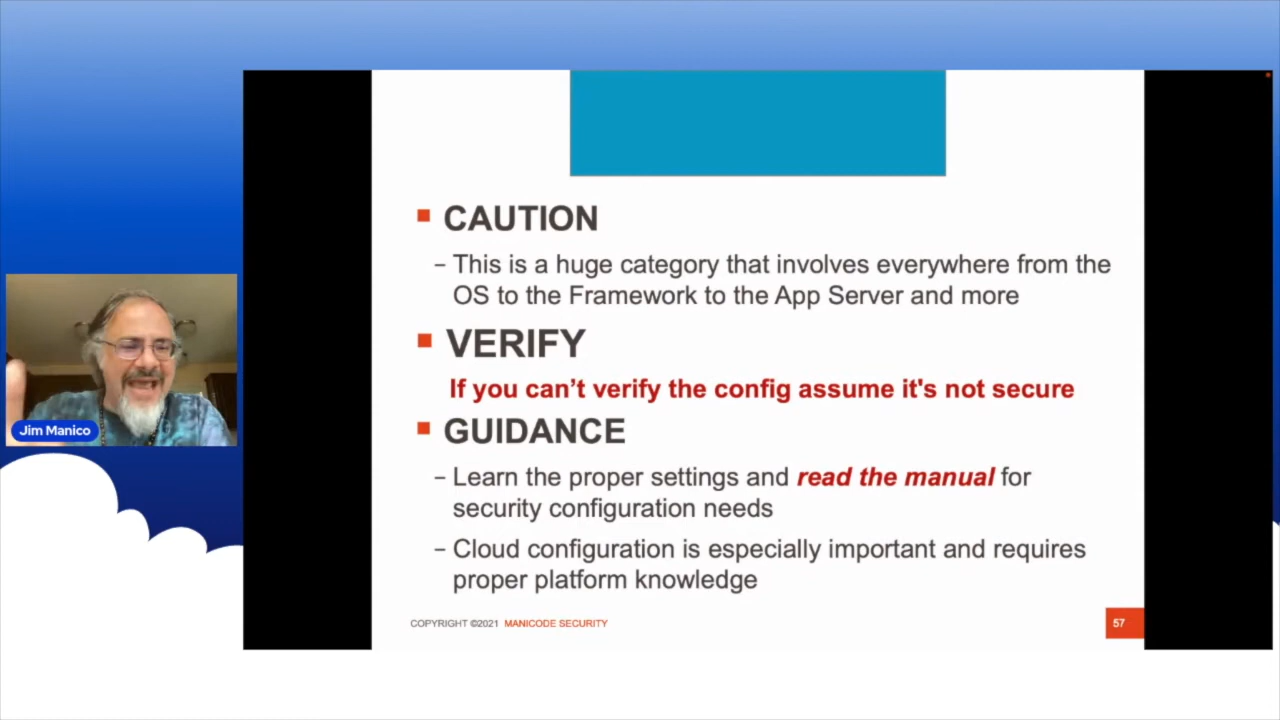 CAUTION
– This is a huge category that involves everywhere from the
OS to the Framework to the App Server and more
VERIFY
If you can’t verify the config assume it's not secure
GUIDANCE
– Learn the proper settings and read the manual for
security configuration needs
– Cloud configuration is especially important and requires
proper platform knowledge
COPYRIGHT ©2021 MANICODE SECURITY
57
Jim Manico